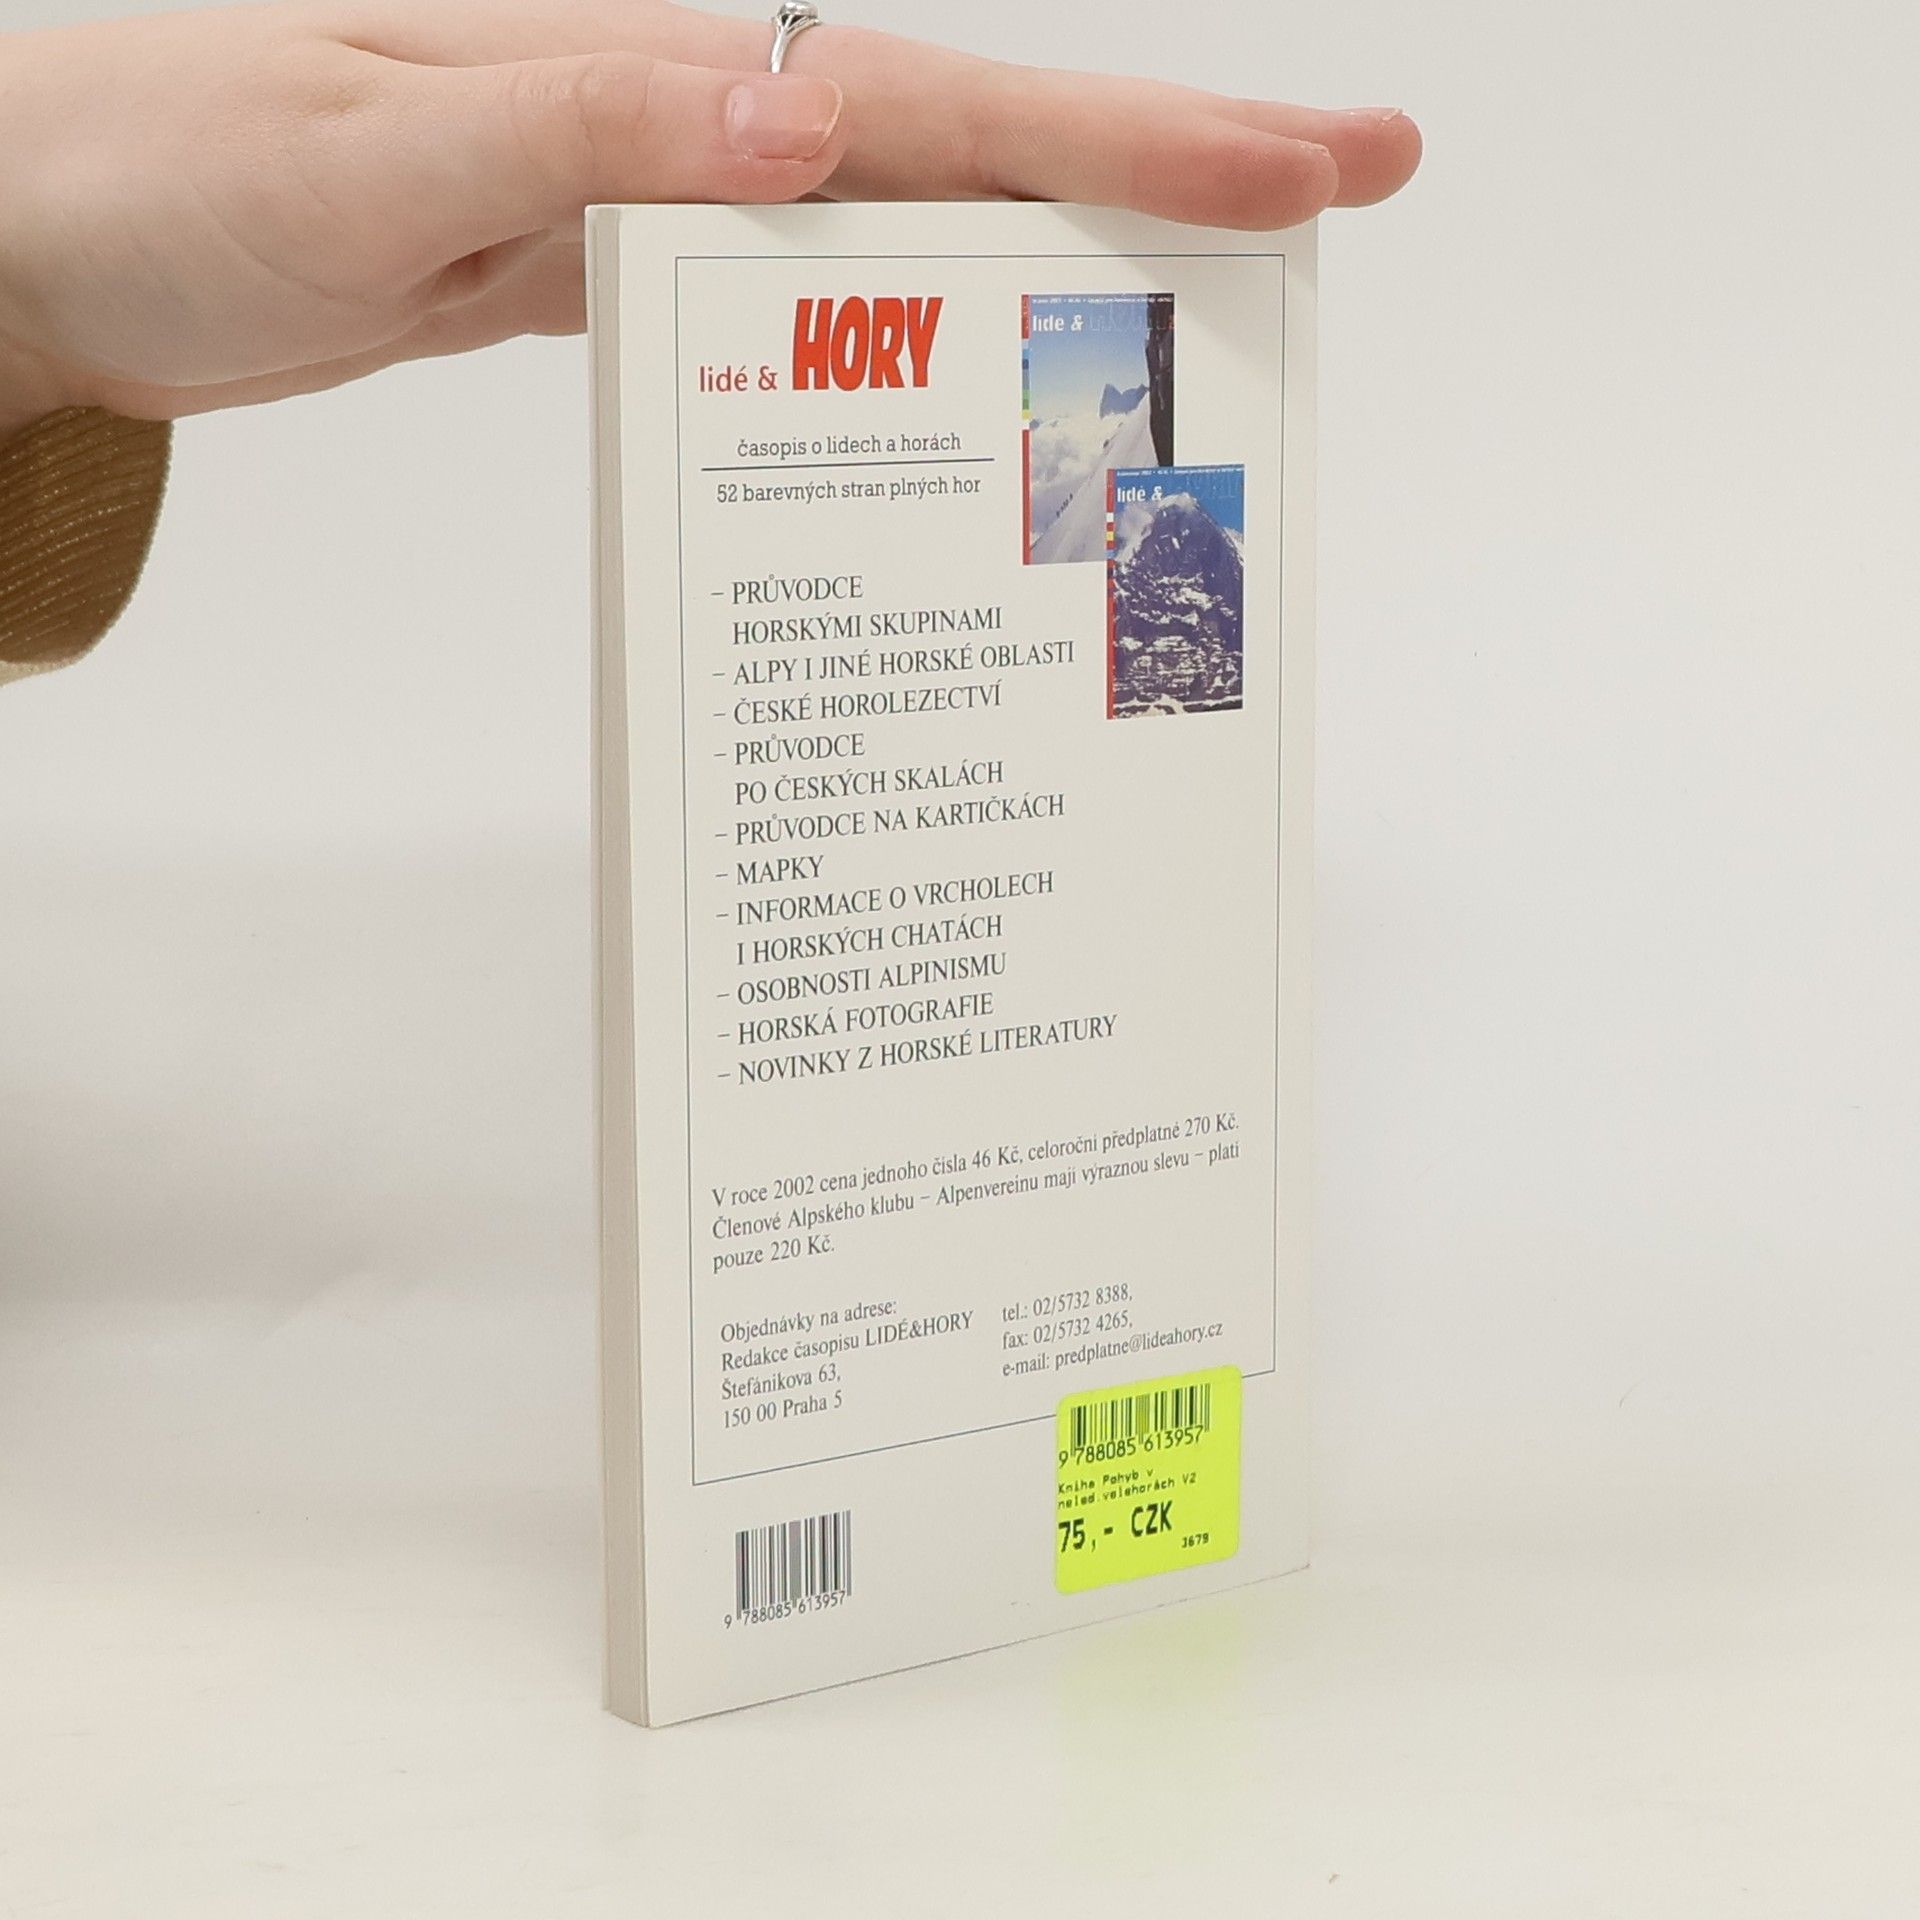 lidé & HORY
časopis o lidech a horách
52 barevných stran plných hor
lidé &
lidé &
– PRŮVODCE
HORSKÝMI SKUPINAMI
– ALPY I JINÉ HORSKÉ OBLASTI
– ČESKÉ HOROLEZECTVÍ
– PRŮVODCE
PO ČESKÝCH SKALÁCH
– PRŮVODCE NA KARTIČKÁCH
– MAPKY
– INFORMACE O VRCHOLECH
I HORSKÝCH CHATÁCH
– OSOBNOSTI ALPINISMU
– HORSKÁ FOTOGRAFIE
– NOVINKY Z HORSKÉ LITERATURY
V roce 2002 cena jednoho čísla 46 Kč, celoroční předplatné 270 Kč.
Členové Alpského klubu – Alpenvereinu mají výraznou slevu – platí
pouze 220 Kč.
Objednávky na adrese:
Redakce časopisu LIDÉ&HORY
Štefánikova 63,
150 00 Praha 5
tel.: 02/5732 8388,
fax: 02/5732 4265,
e-mail: predplatne@lideahory.cz
9 788085 613957
Kniha Pohyb v
neled.velehorách V2
75,- CZK
3679
9 788085 613957